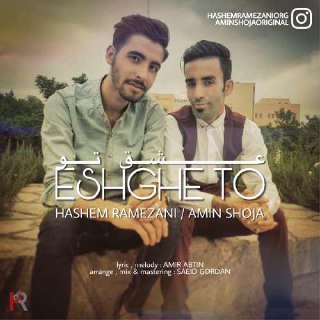 HASHEMRAMEZANIORG
AMINSHOJAORIGINAL
عشق تو
ESHGHE TO
HASHEM RAMEZANI / AMIN SHOJA
lyric , melody : AMIR ABTIN
arrange , mix & mastering : SAEID GORDAN